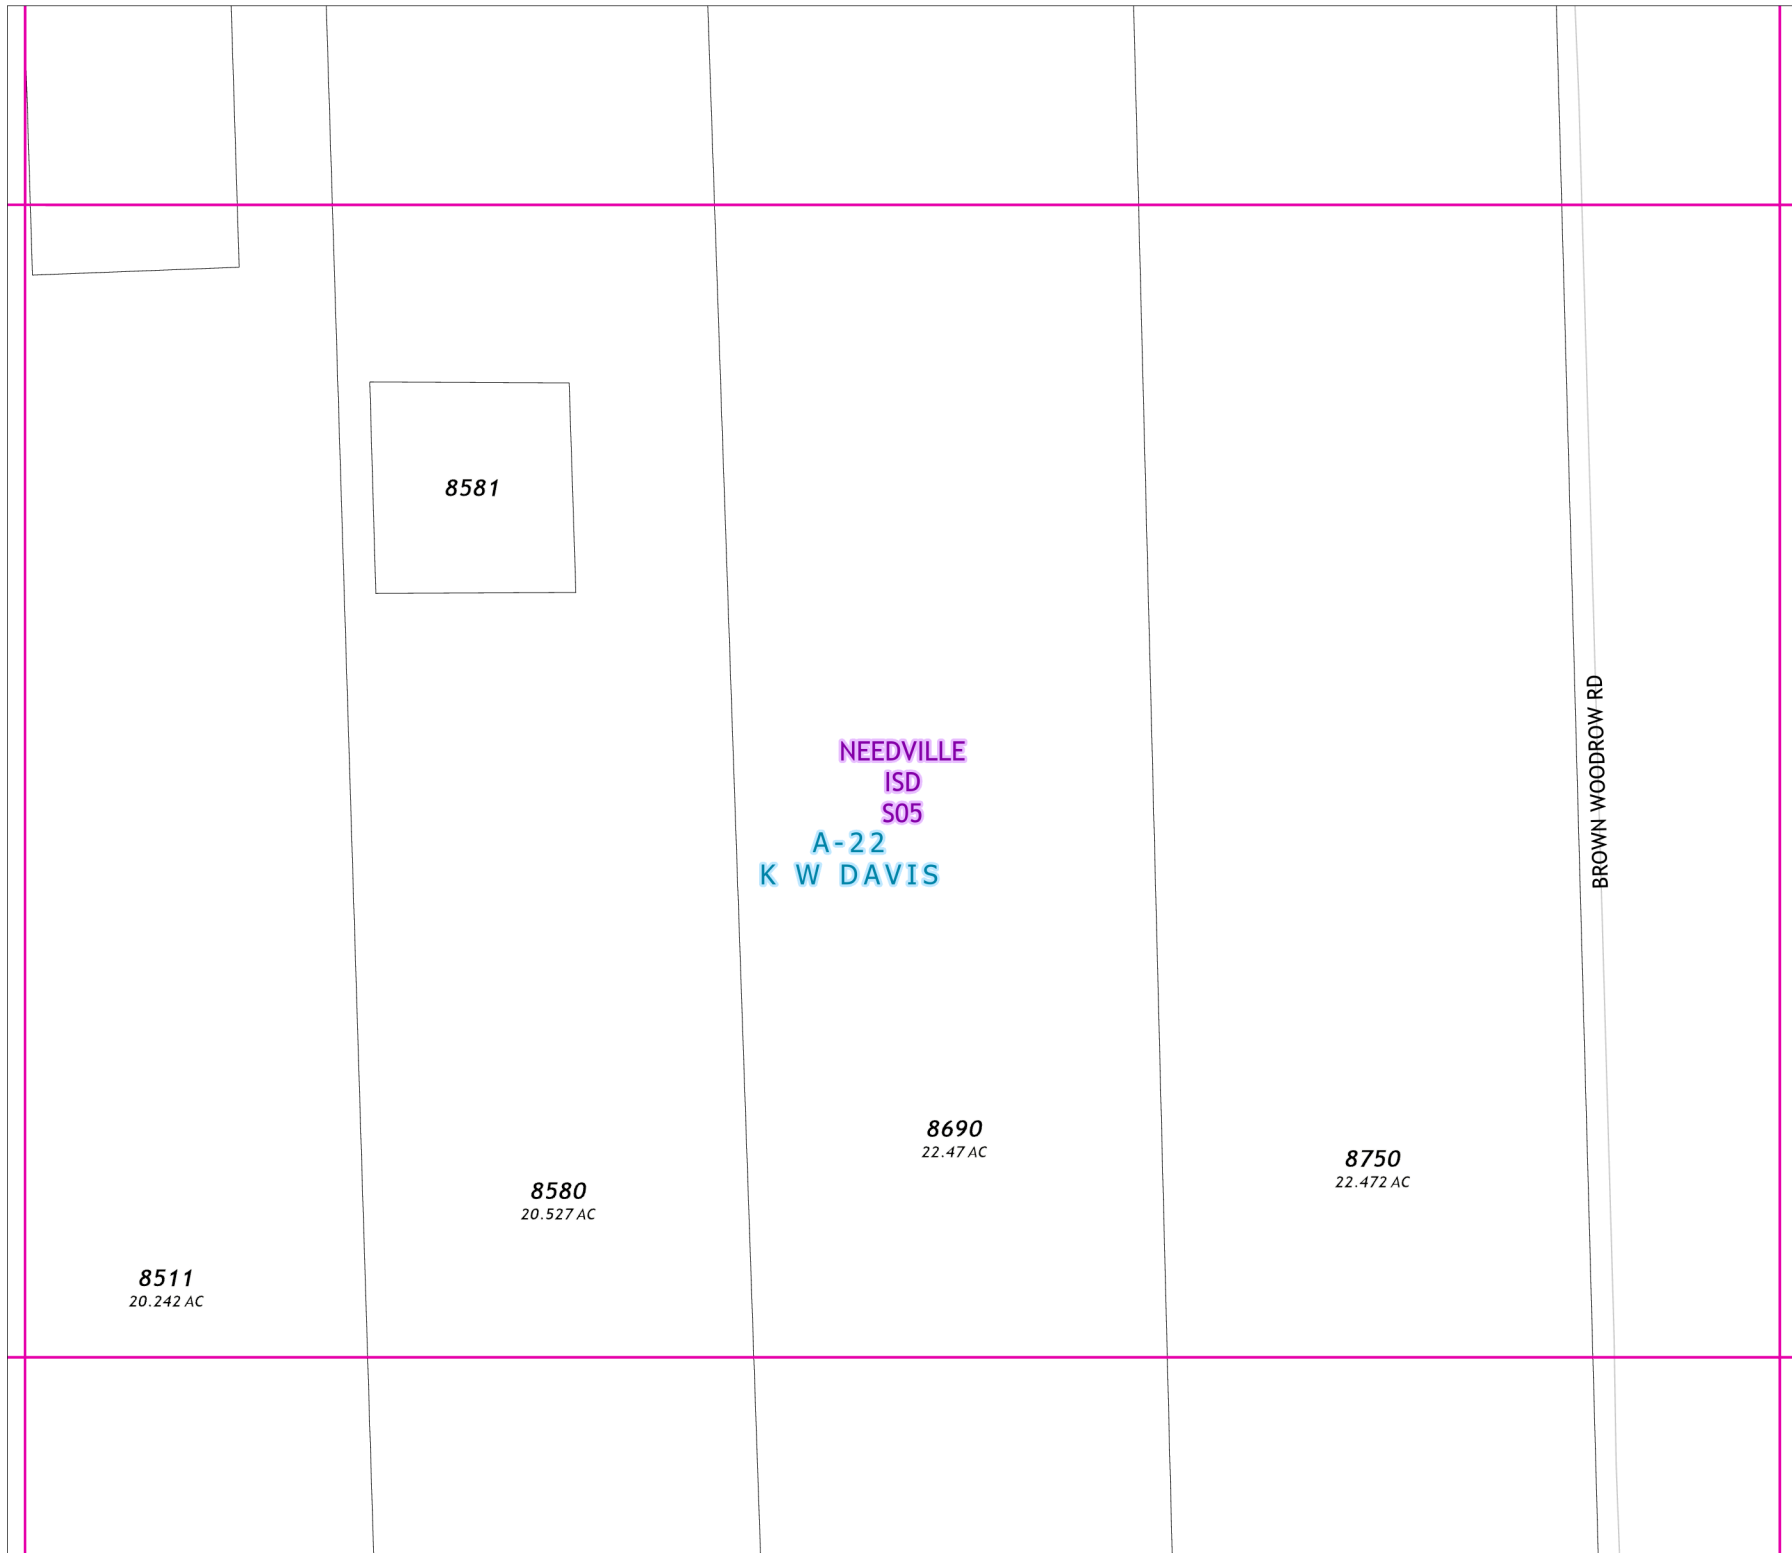 8581
NEEDVILLE
ISD
S05
A-22
K W DAVIS
BROWN WOODROW RD
8690
22.47 AC
8750
22.472 AC
8580
20.527 AC
8511
20.242 AC